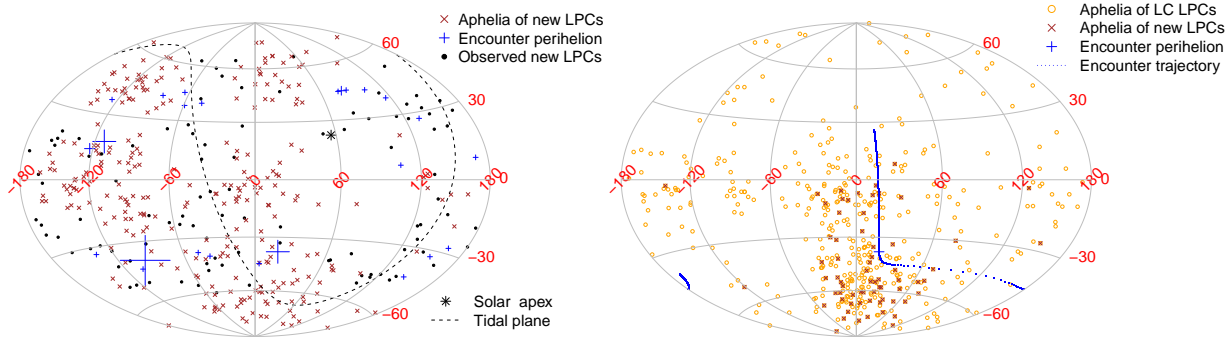 Aphelia of new LPCs
Encounter perihelion
Observed new LPCs
60
30
−180
−120
−60
0
60
120
180
−30
−60
Solar apex
Tidal plane
Aphelia of LC LPCs
Aphelia of new LPCs
Encounter perihelion
Encounter trajectory
60
30
−180
−120
−60
0
60
120
180
−30
−60